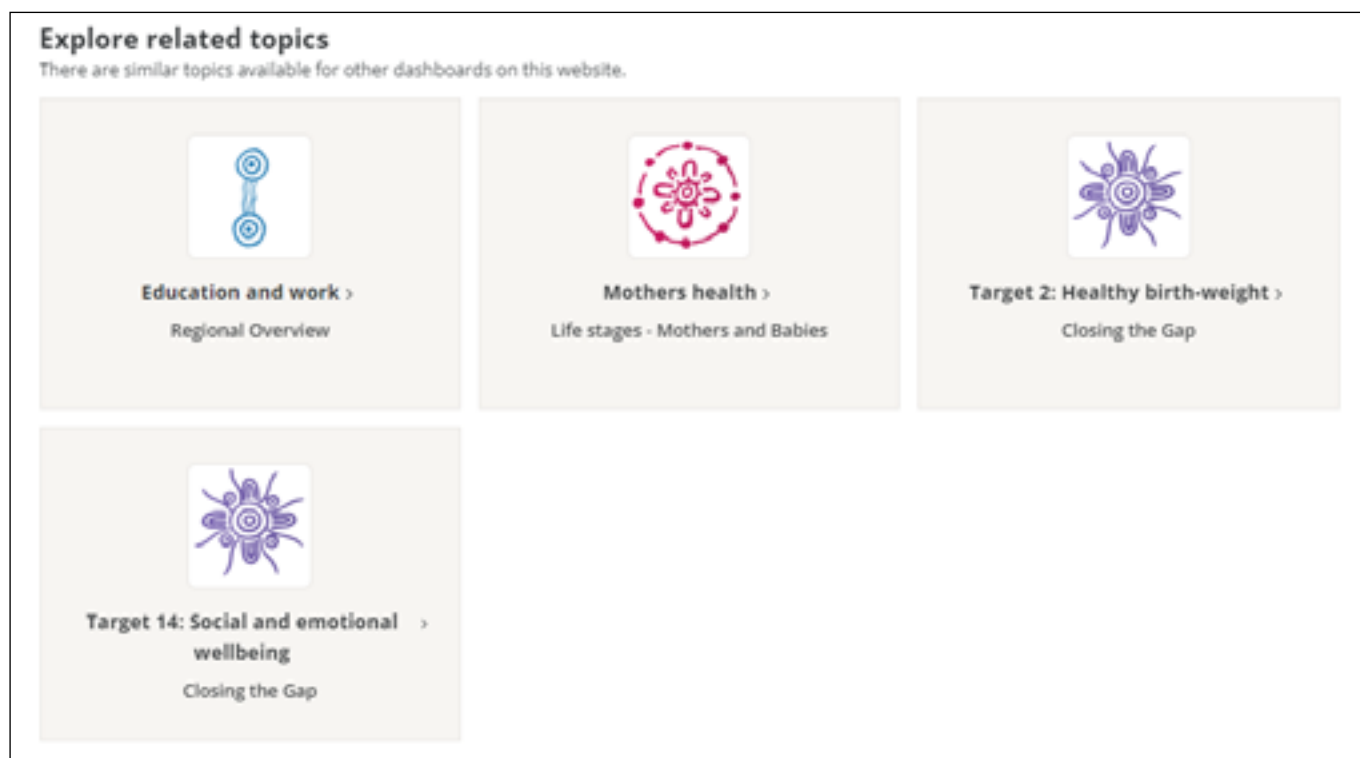 Explore related topics
There are similar topics available for other dashboards on this website.
Education and work ›
Regional Overview
Mothers health ›
Life stages - Mothers and Babies
Target 2: Healthy birth-weight ›
Closing the Gap
Target 14: Social and emotional ›
wellbeing
Closing the Gap